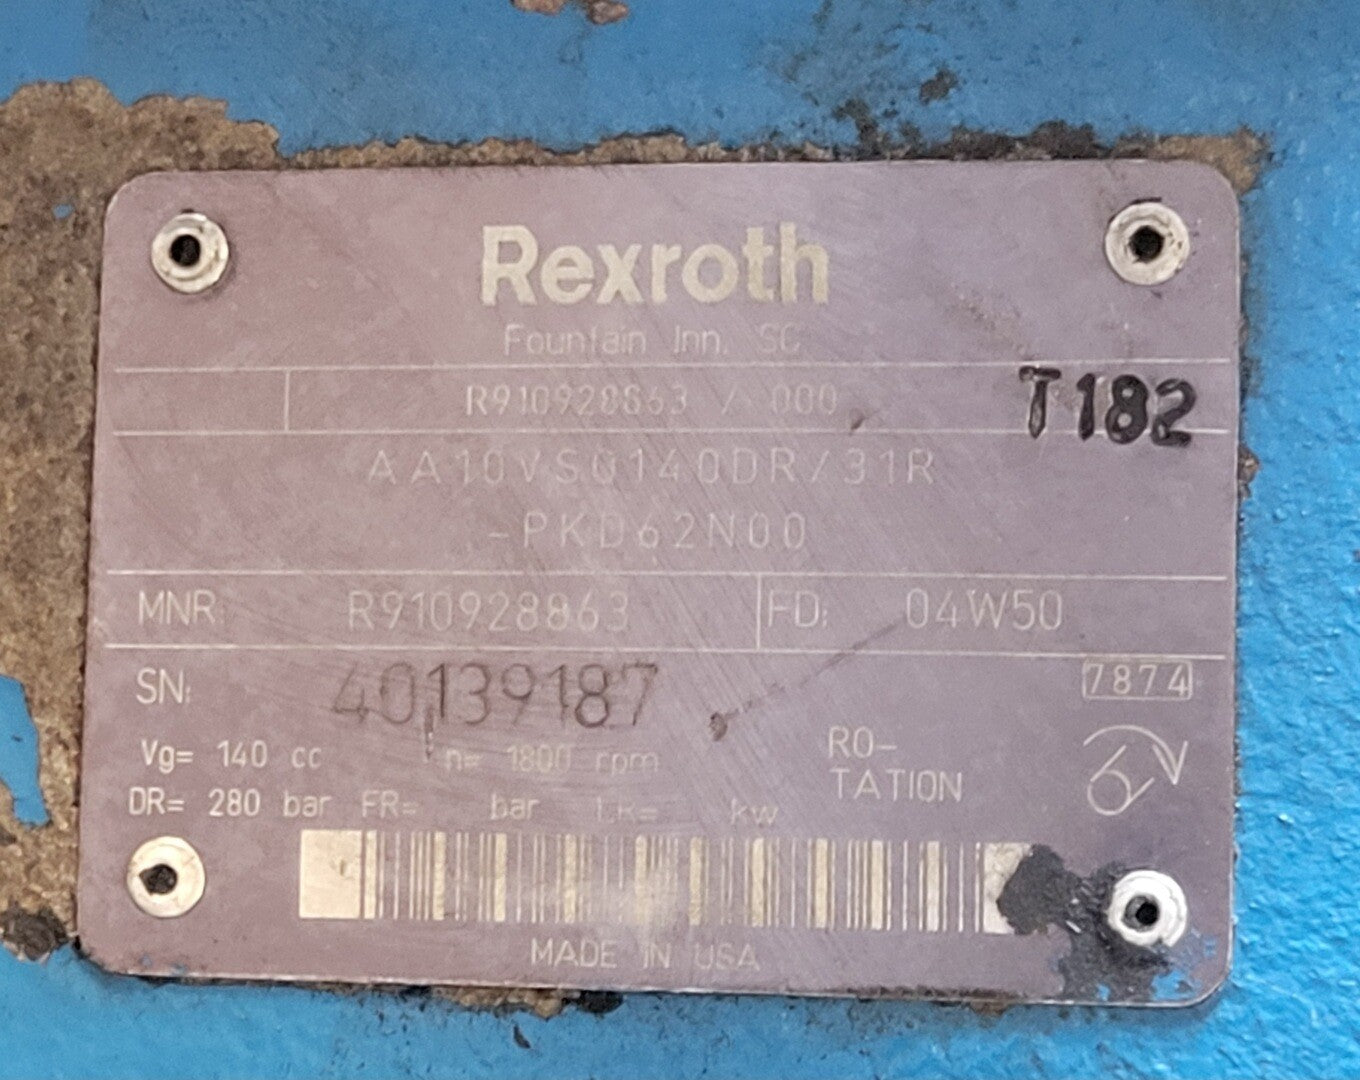 Rexroth
Fountain Inn, SC
R910928863 / 000
T182
AA10VSO140DR/31R
-PKD62N00
MNR: R910928863 FD: 04W50
SN: 40139187 7874
Vg= 140 cc n= 1800 rpm RO-
TATION
DR= 280 bar FR= bar LR= kw
MADE IN USA